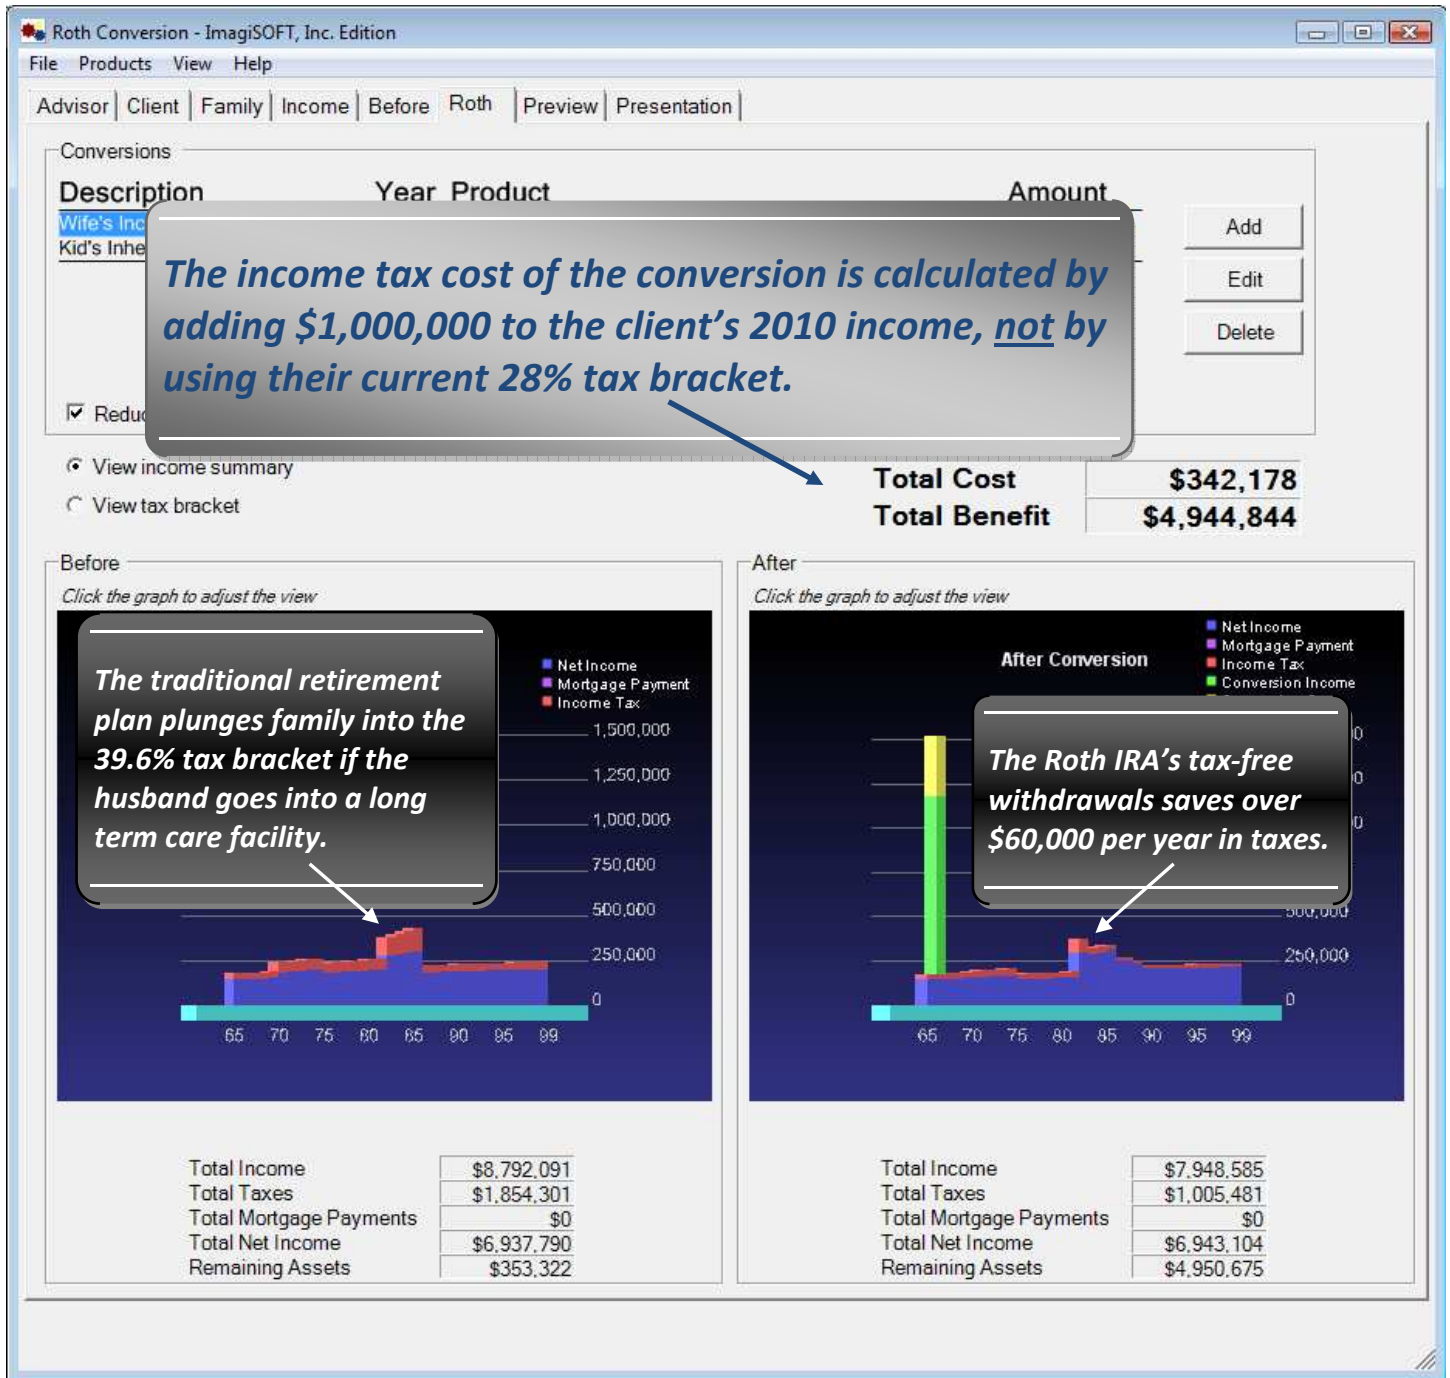 Roth Conversion - ImagiSOFT, Inc. Edition
File Products View Help
Advisor Client Family Income Before Roth Preview Presentation
Conversions
Description Year Product Amount
Wife's Inc
Kid's Inhe
Add
Edit
Delete
The income tax cost of the conversion is calculated by
adding $1,000,000 to the client’s 2010 income, not by
using their current 28% tax bracket.
View income summary
View tax bracket
Total Cost $342,178
Total Benefit $4,944,844
Before
Click the graph to adjust the view
The traditional retirement
plan plunges family into the
39.6% tax bracket if the
husband goes into a long
term care facility.
Net Income
Mortgage Payment
Income Tax
1,500,000
1,250,000
1,000,000
750,000
500,000
250,000
0
65 70 75 80 85 90 95 99
Total Income $8,792,091
Total Taxes $1,854,301
Total Mortgage Payments $0
Total Net Income $6,937,790
Remaining Assets $353,322
After
Click the graph to adjust the view
After Conversion
Net Income
Mortgage Payment
Income Tax
Conversion Income
The Roth IRA’s tax-free
withdrawals saves over
$60,000 per year in taxes.
500,000
250,000
0
65 70 75 80 85 90 95 99
Total Income $7,948,585
Total Taxes $1,005,481
Total Mortgage Payments $0
Total Net Income $6,943,104
Remaining Assets $4,950,675